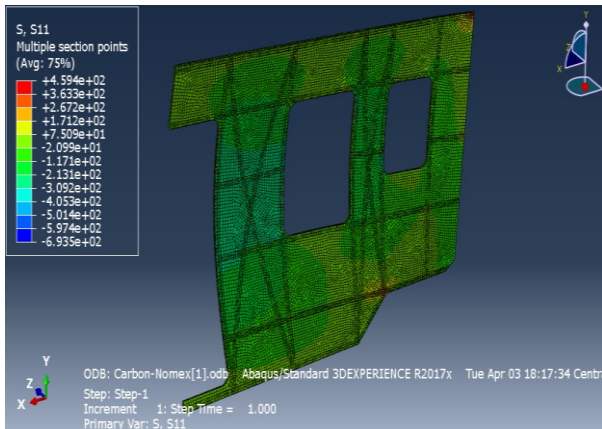 S, S11
Multiple section points
(Avg: 75%)
+4.594e+02
+3.633e+02
+2.672e+02
+1.712e+02
+7.509e+01
-2.099e+01
-1.171e+02
-2.131e+02
-3.092e+02
-4.053e+02
-5.014e+02
-5.974e+02
-6.935e+02
Y
Z
X
Y
Z
X
ODB: Carbon-Nomex[1].odb Abaqus/Standard 3DEXPERIENCE R2017x Tue Apr 03 18:17:34 Centr
Step: Step-1
Increment 1: Step Time = 1.000
Primary Var: S, S11